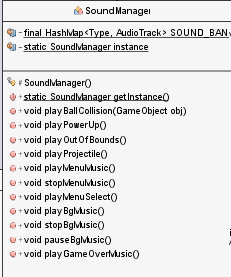 SoundManager
- final HashMap<Type, AudioTrack> SOUND_BAN
- static SoundManager instance
# SoundManager()
+ static SoundManager getInstance()
+ void playBallCollision(GameObject obj)
+ void playPowerUp()
+ void playOutOfBounds()
+ void playProjectile()
+ void playMenuMusic()
+ void stopMenuMusic()
+ void playMenuSelect()
+ void playBgMusic()
+ void stopBgMusic()
+ void pauseBgMusic()
+ void playGameOverMusic()